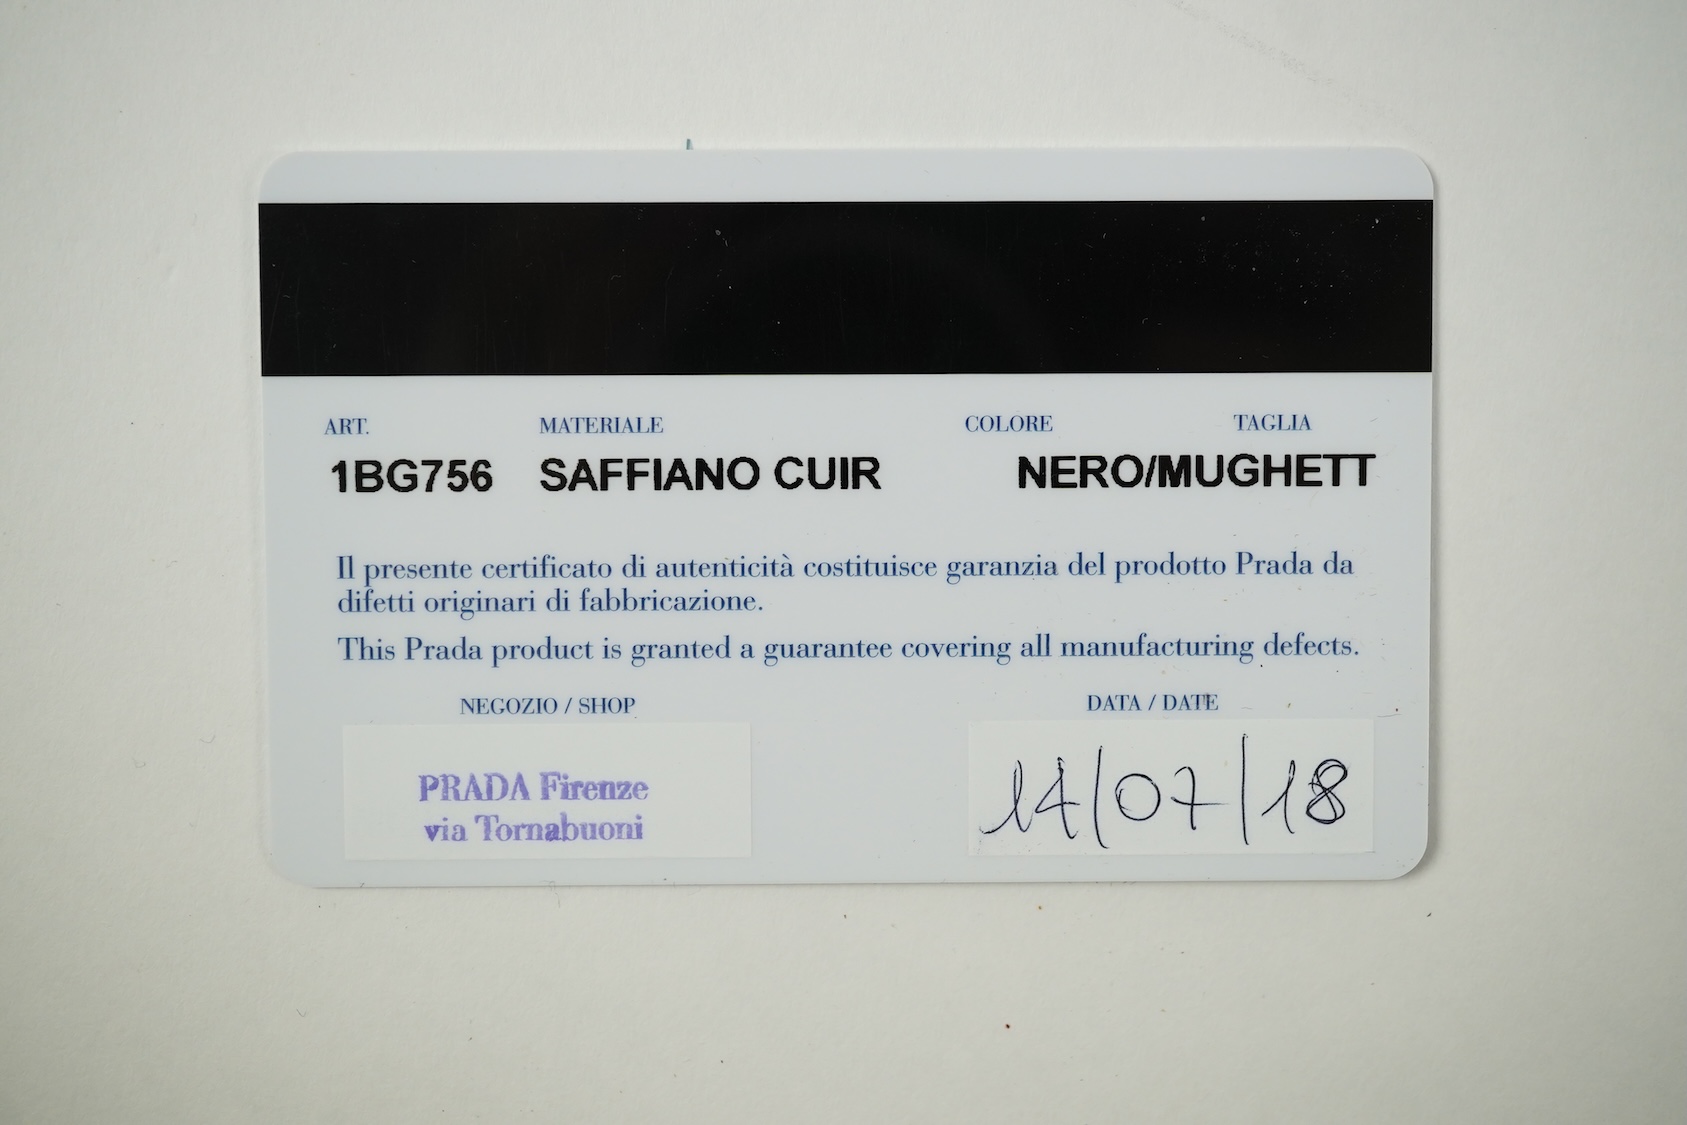 ART. MATERIALE COLORE TAGLIA
1BG756 SAFFIANO CUIR NERO/MUGHETT
Il presente certificato di autenticità costituisce garanzia del prodotto Prada da
difetti originari di fabbricazione.
This Prada product is granted a guarantee covering all manufacturing defects.
NEGOZIO / SHOP DATA / DATE
PRADA Firenze
via Tornabuoni
14/07/18